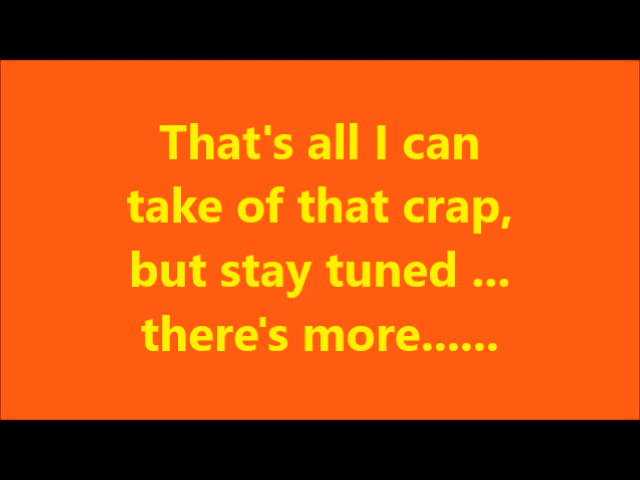 That's all I can
take of that crap,
but stay tuned ...
there's more......